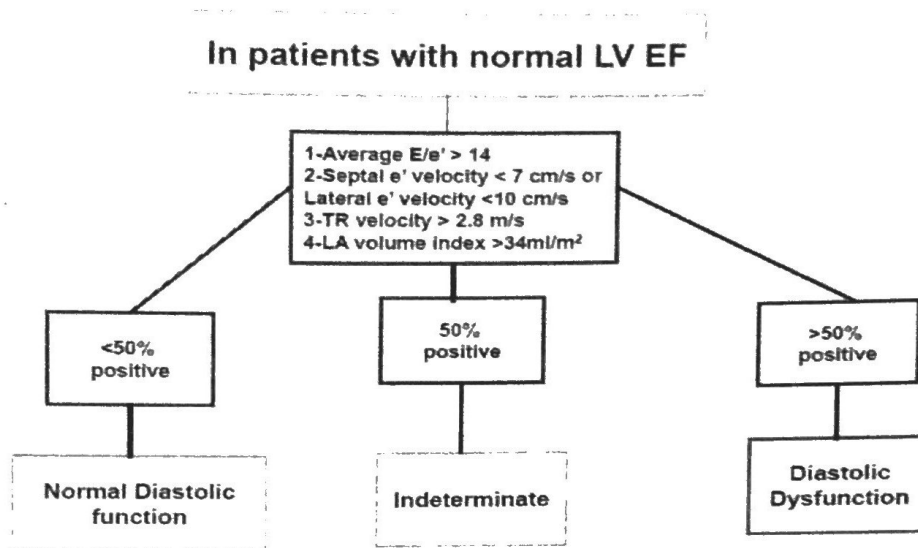 In patients with normal LV EF
1-Average E/e' > 14
2-Septal e' velocity < 7 cm/s or
Lateral e' velocity <10 cm/s
3-TR velocity > 2.8 m/s
4-LA volume index >34ml/m²
<50%
positive
50%
positive
>50%
positive
Normal Diastolic
function
Indeterminate
Diastolic
Dysfunction